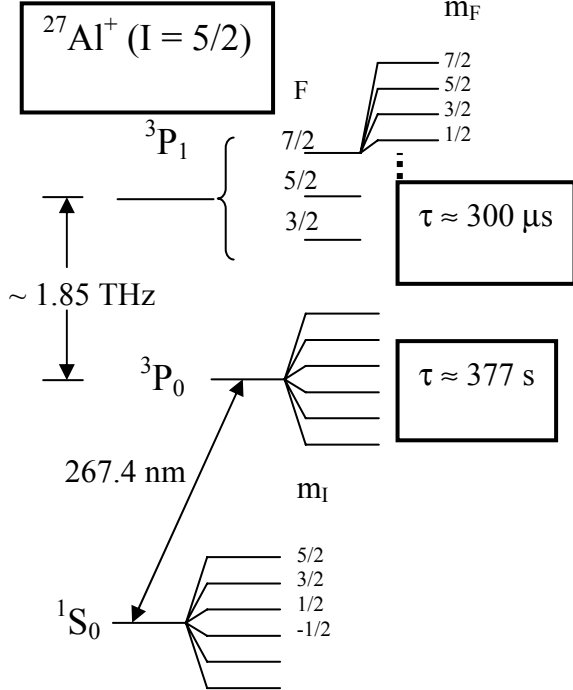 ²⁷Al⁺ (I = 5/2)
m_F
F
7/2
5/2
3/2
1/2
³P₁
7/2
5/2
3/2
τ ≈ 300 μs
~ 1.85 THz
³P₀
τ ≈ 377 s
267.4 nm
m_I
5/2
3/2
1/2
-1/2
¹S₀